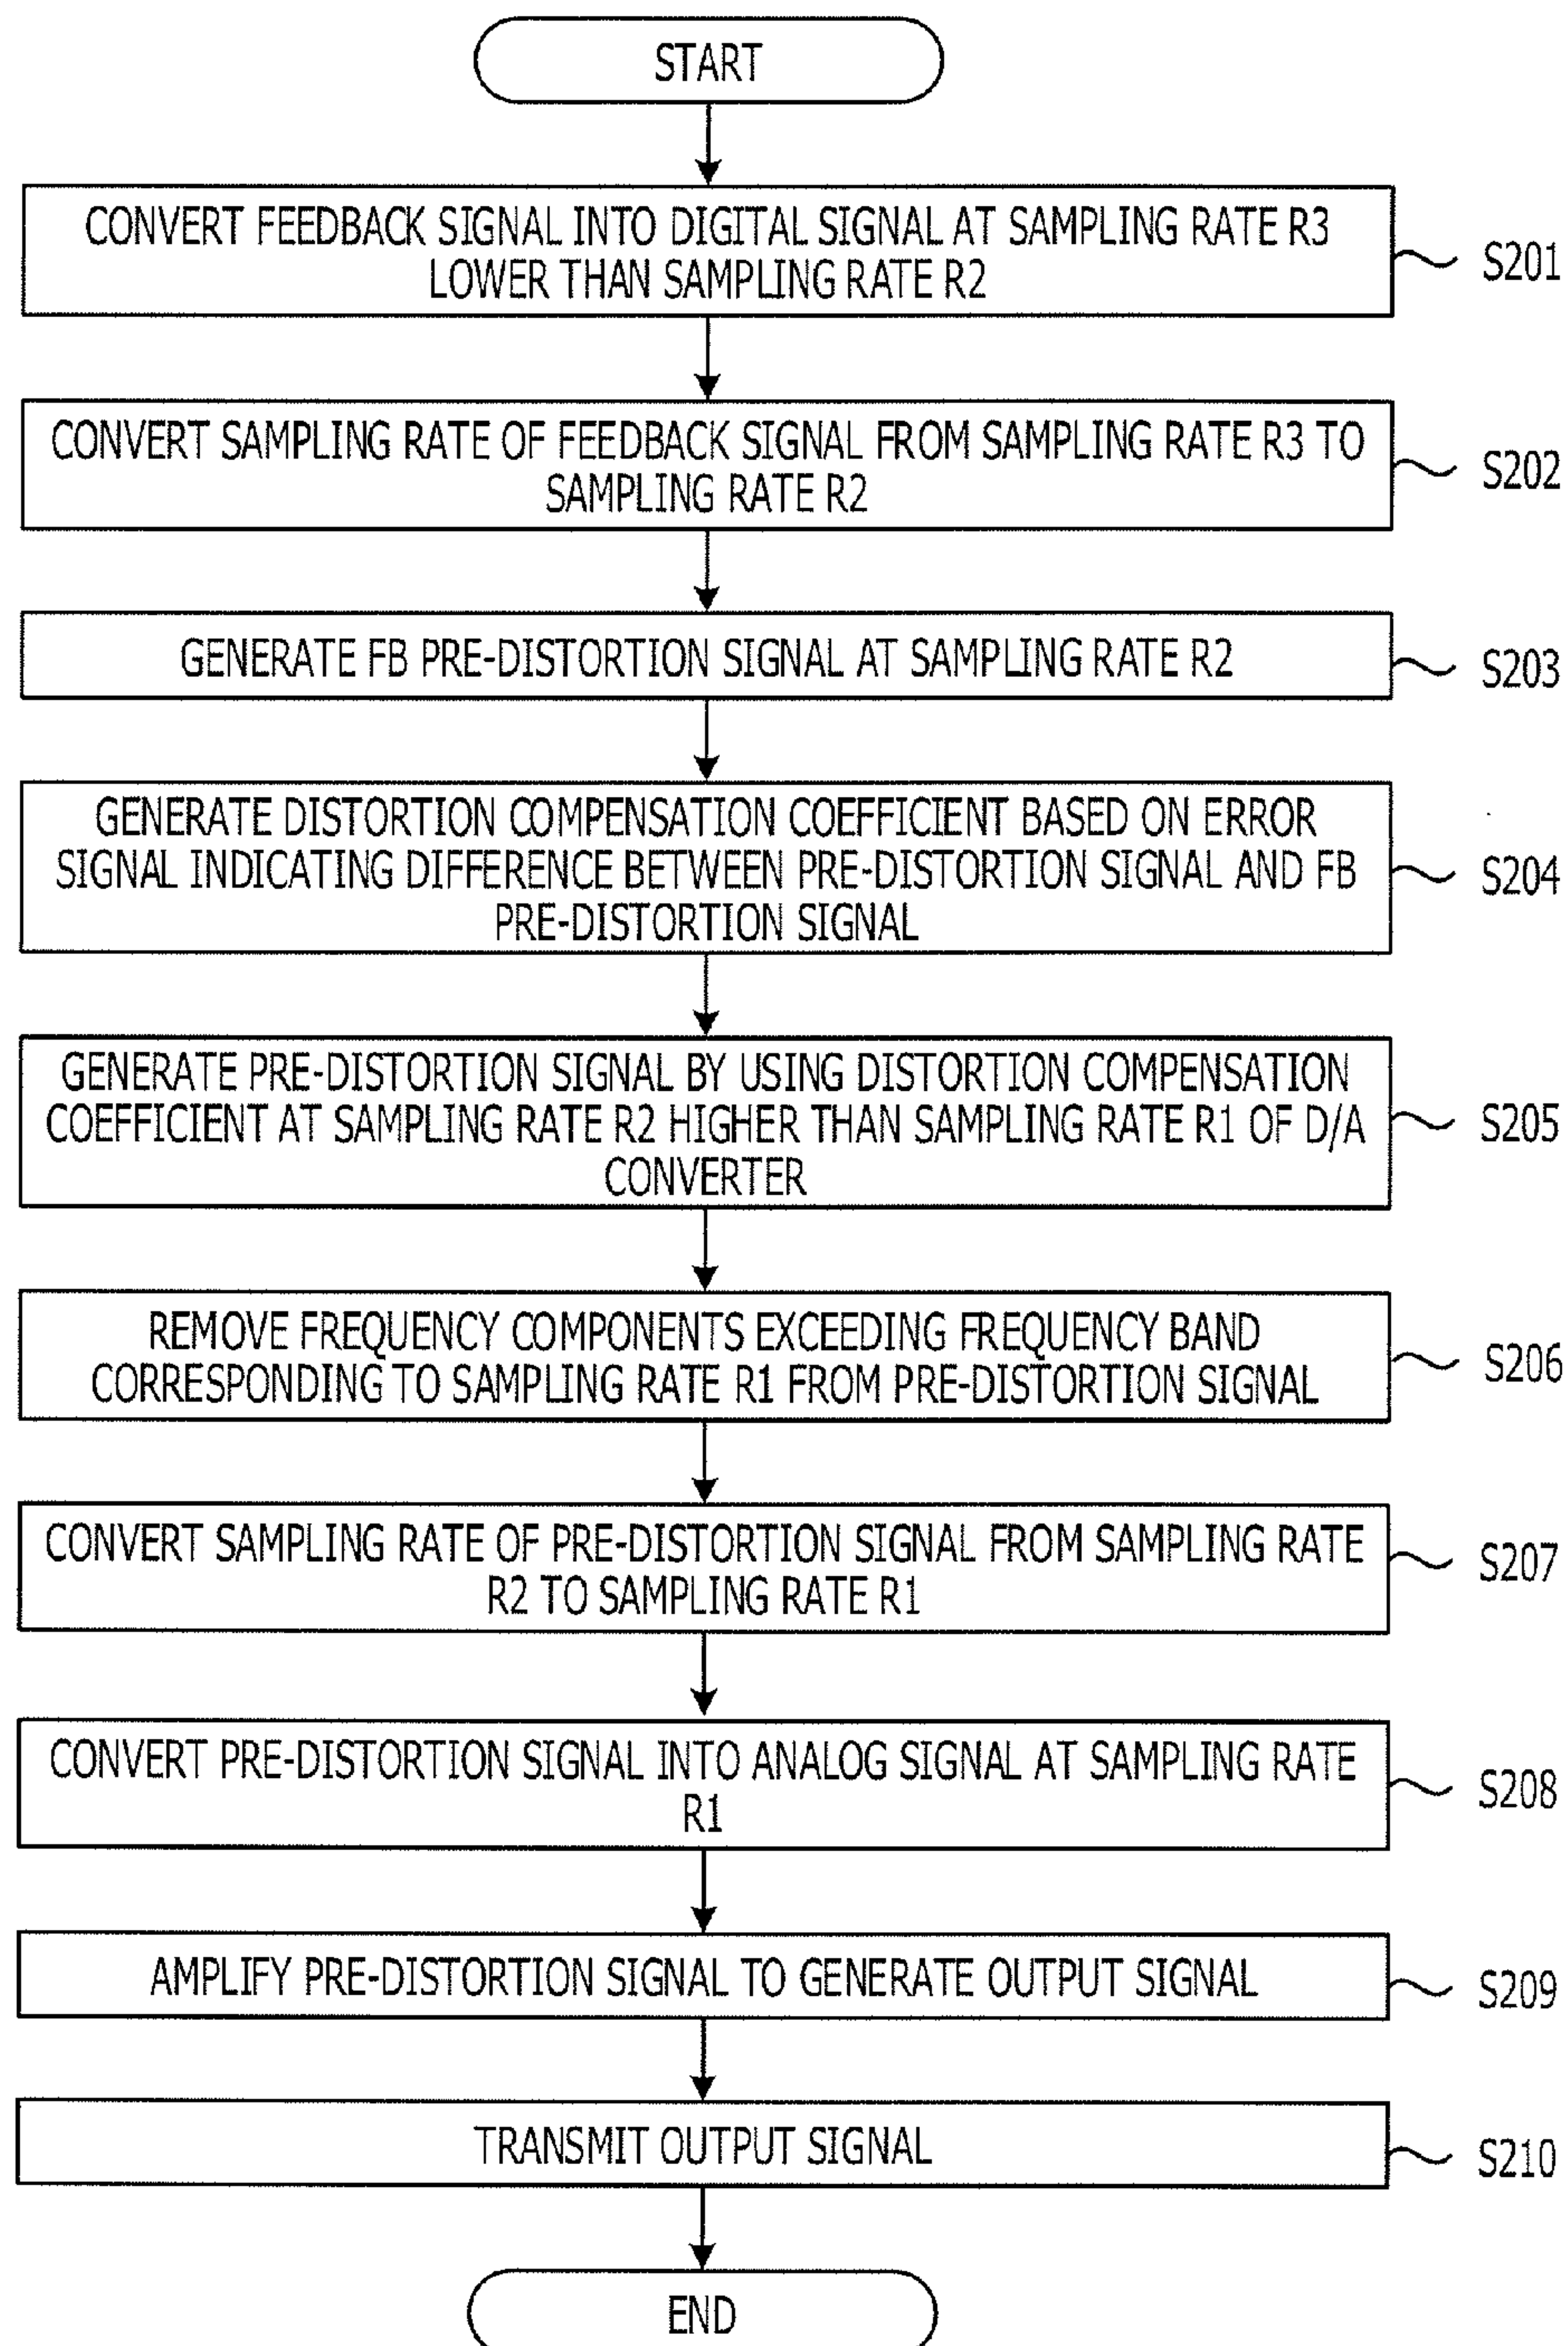 START
CONVERT FEEDBACK SIGNAL INTO DIGITAL SIGNAL AT SAMPLING RATE R3
LOWER THAN SAMPLING RATE R2
S201
CONVERT SAMPLING RATE OF FEEDBACK SIGNAL FROM SAMPLING RATE R3 TO
SAMPLING RATE R2
S202
GENERATE FB PRE-DISTORTION SIGNAL AT SAMPLING RATE R2
S203
GENERATE DISTORTION COMPENSATION COEFFICIENT BASED ON ERROR
SIGNAL INDICATING DIFFERENCE BETWEEN PRE-DISTORTION SIGNAL AND FB
PRE-DISTORTION SIGNAL
S204
GENERATE PRE-DISTORTION SIGNAL BY USING DISTORTION COMPENSATION
COEFFICIENT AT SAMPLING RATE R2 HIGHER THAN SAMPLING RATE R1 OF D/A
CONVERTER
S205
REMOVE FREQUENCY COMPONENTS EXCEEDING FREQUENCY BAND
CORRESPONDING TO SAMPLING RATE R1 FROM PRE-DISTORTION SIGNAL
S206
CONVERT SAMPLING RATE OF PRE-DISTORTION SIGNAL FROM SAMPLING RATE
R2 TO SAMPLING RATE R1
S207
CONVERT PRE-DISTORTION SIGNAL INTO ANALOG SIGNAL AT SAMPLING RATE
R1
S208
AMPLIFY PRE-DISTORTION SIGNAL TO GENERATE OUTPUT SIGNAL
S209
TRANSMIT OUTPUT SIGNAL
S210
END